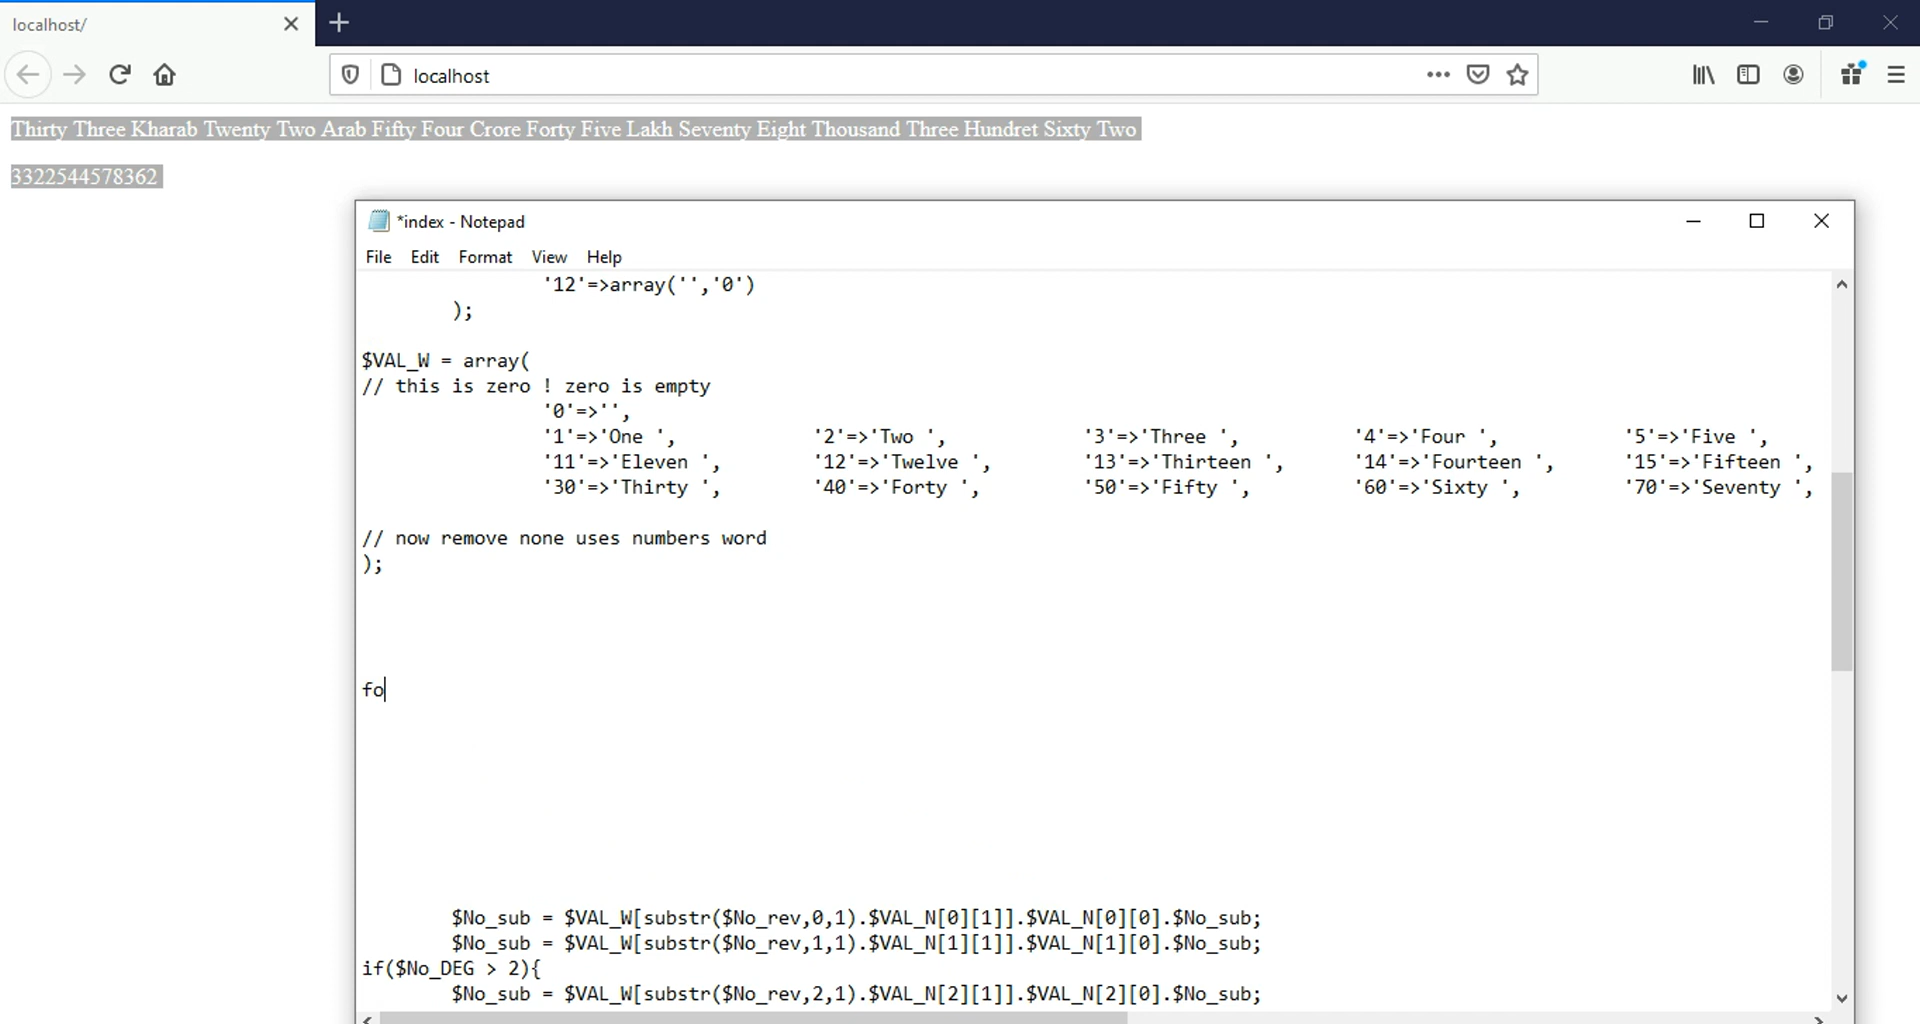 localhost/
localhost
Thirty Three Kharab Twenty Two Arab Fifty Four Crore Forty Five Lakh Seventy Eight Thousand Three Hundret Sixty Two
3322544578362
*index - Notepad
File Edit Format View Help
'12'=>array('','0')
);
$VAL_W = array(
// this is zero ! zero is empty
'0'=>'',
'1'=>'One ', '2'=>'Two ', '3'=>'Three ', '4'=>'Four ', '5'=>'Five ',
'11'=>'Eleven ', '12'=>'Twelve ', '13'=>'Thirteen ', '14'=>'Fourteen ', '15'=>'Fifteen ',
'30'=>'Thirty ', '40'=>'Forty ', '50'=>'Fifty ', '60'=>'Sixty ', '70'=>'Seventy ',
// now remove none uses numbers word
);
fo
$No_sub = $VAL_W[substr($No_rev,0,1).$VAL_N[0][1]].$VAL_N[0][0].$No_sub;
$No_sub = $VAL_W[substr($No_rev,1,1).$VAL_N[1][1]].$VAL_N[1][0].$No_sub;
if($No_DEG > 2){
$No_sub = $VAL_W[substr($No_rev,2,1).$VAL_N[2][1]].$VAL_N[2][0].$No_sub;